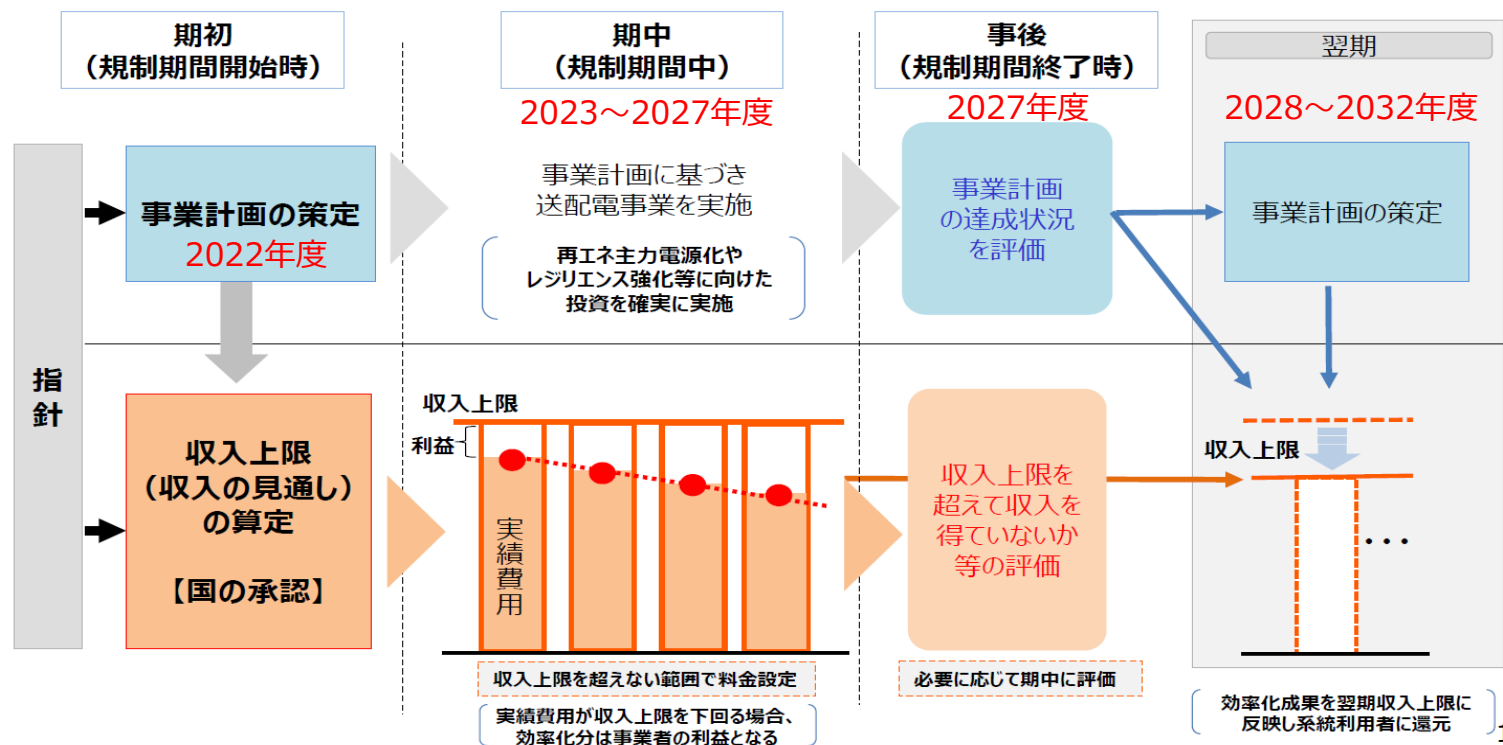 期初
（規制期間開始時）
期中
（規制期間中）
2023～2027年度
事後
（規制期間終了時）
2027年度
翌期
2028～2032年度
指
針
事業計画の策定
2022年度
事業計画に基づき
送配電事業を実施
再エネ主力電源化や
レジリエンス強化等に向けた
投資を確実に実施
事業計画
の達成状況
を評価
事業計画の策定
収入上限
（収入の見通し）
の算定
【国の承認】
収入上限
利益
実績費用
収入上限を超えない範囲で料金設定
実績費用が収入上限を下回る場合、
効率化分は事業者の利益となる
収入上限を
超えて収入を
得ていないか
等の評価
必要に応じて期中に評価
収入上限
・・・
効率化成果を翌期収入上限に
反映し系統利用者に還元